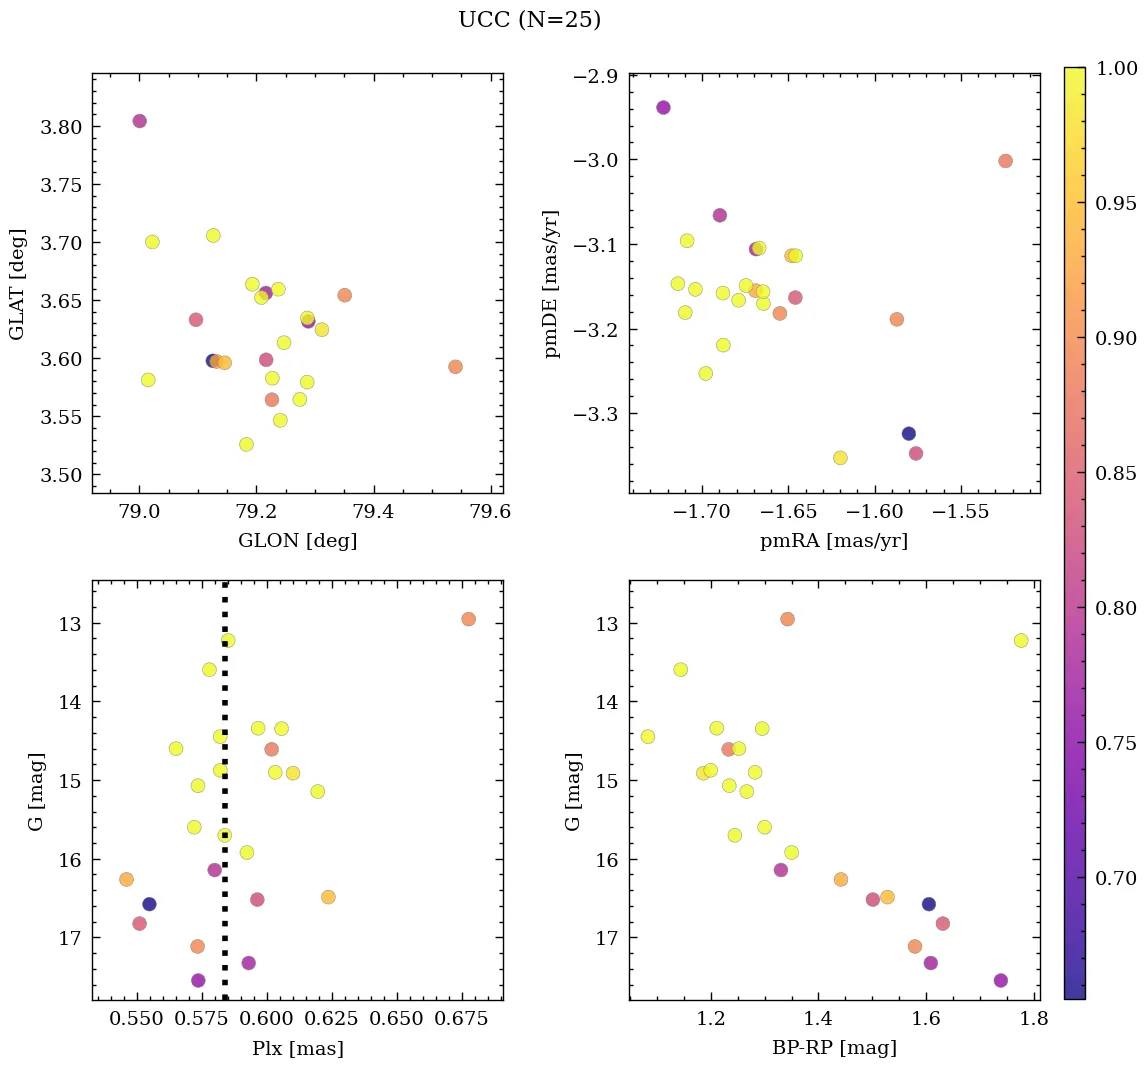 UCC (N=25)
3.80
3.75
3.70
3.65
3.60
3.55
3.50
GLAT [deg]
79.0 79.2 79.4 79.6
GLON [deg]
−2.9
−3.0
−3.1
−3.2
−3.3
pmDE [mas/yr]
−1.70 −1.65 −1.60 −1.55
pmRA [mas/yr]
13
14
15
16
17
G [mag]
0.550 0.575 0.600 0.625 0.650 0.675
Plx [mas]
13
14
15
16
17
G [mag]
1.2 1.4 1.6 1.8
BP-RP [mag]
1.00
0.95
0.90
0.85
0.80
0.75
0.70